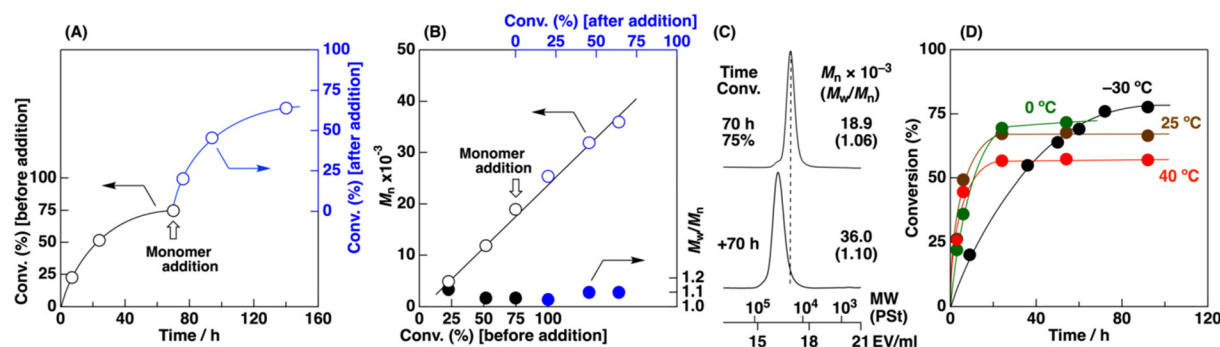 (A)
Conv. (%) [before addition]
100
75
50
25
0
0 40 80 120 160
Time / h
Monomer
addition
100
75
50
25
0
Conv. (%) [after addition]
(B)
Conv. (%) [after addition]
0 25 50 75 100
50
40
30
20
10
0
Mn ×10−3
Monomer
addition
1.2
1.1
1.0
Mw/Mn
25 50 75 100
Conv. (%) [before addition]
(C)
Time
Conv.
Mn × 10−3
(Mw/Mn)
70 h
75%
18.9
(1.06)
+70 h
36.0
(1.10)
10⁵ 10⁴ 10³ MW
(PSt)
15 18 21 EV/ml
(D)
Conversion (%)
100
75
50
25
0
0 40 80 120
Time / h
0 ºC
−30 ºC
25 ºC
40 ºC